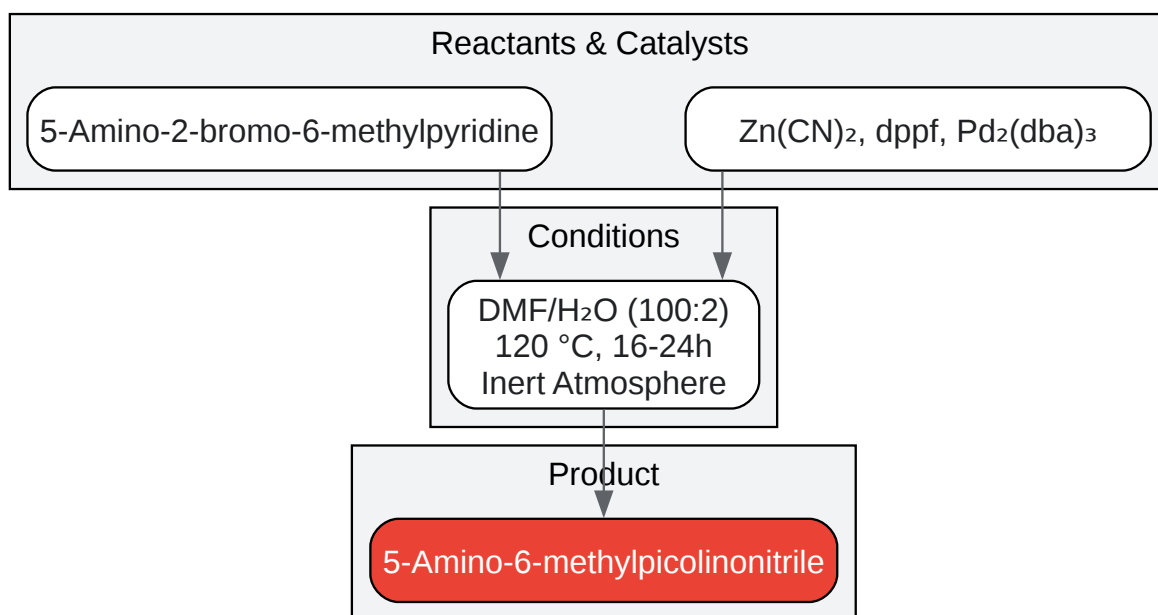 Reactants & Catalysts
5-Amino-2-bromo-6-methylpyridine
Zn(CN)₂, dppf, Pd₂(dba)₃
Conditions
DMF/H₂O (100:2)
120 °C, 16-24h
Inert Atmosphere
Product
5-Amino-6-methylpicolinonitrile